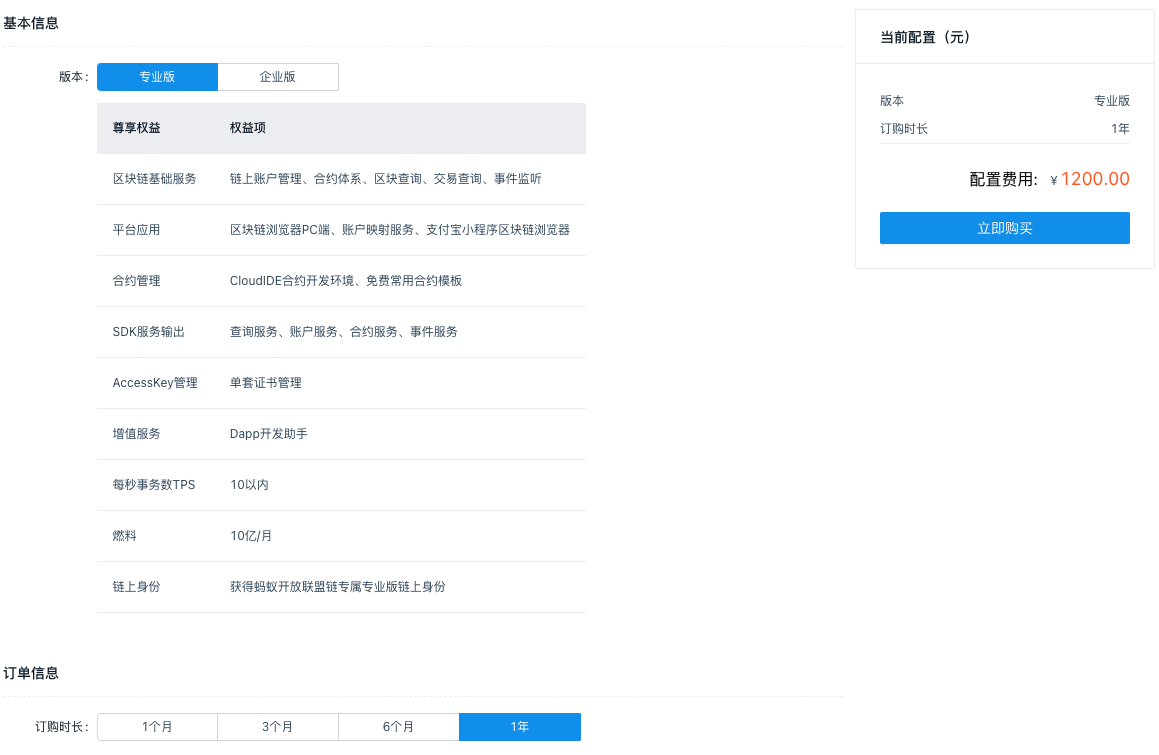 基本信息
版本：
专业版
企业版
尊享权益 权益项
区块链基础服务 链上账户管理、合约体系、区块查询、交易查询、事件监听
平台应用 区块链浏览器PC端、账户映射服务、支付宝小程序区块链浏览器
合约管理 CloudIDE合约开发环境、免费常用合约模板
SDK服务输出 查询服务、账户服务、合约服务、事件服务
AccessKey管理 单套证书管理
增值服务 Dapp开发助手
每秒事务数TPS 10以内
燃料 10亿/月
链上身份 获得蚂蚁开放联盟链专属专业版链上身份
订单信息
订购时长：
1个月
3个月
6个月
1年
当前配置（元）
版本 专业版
订购时长 1年
配置费用: ¥ 1200.00
立即购买